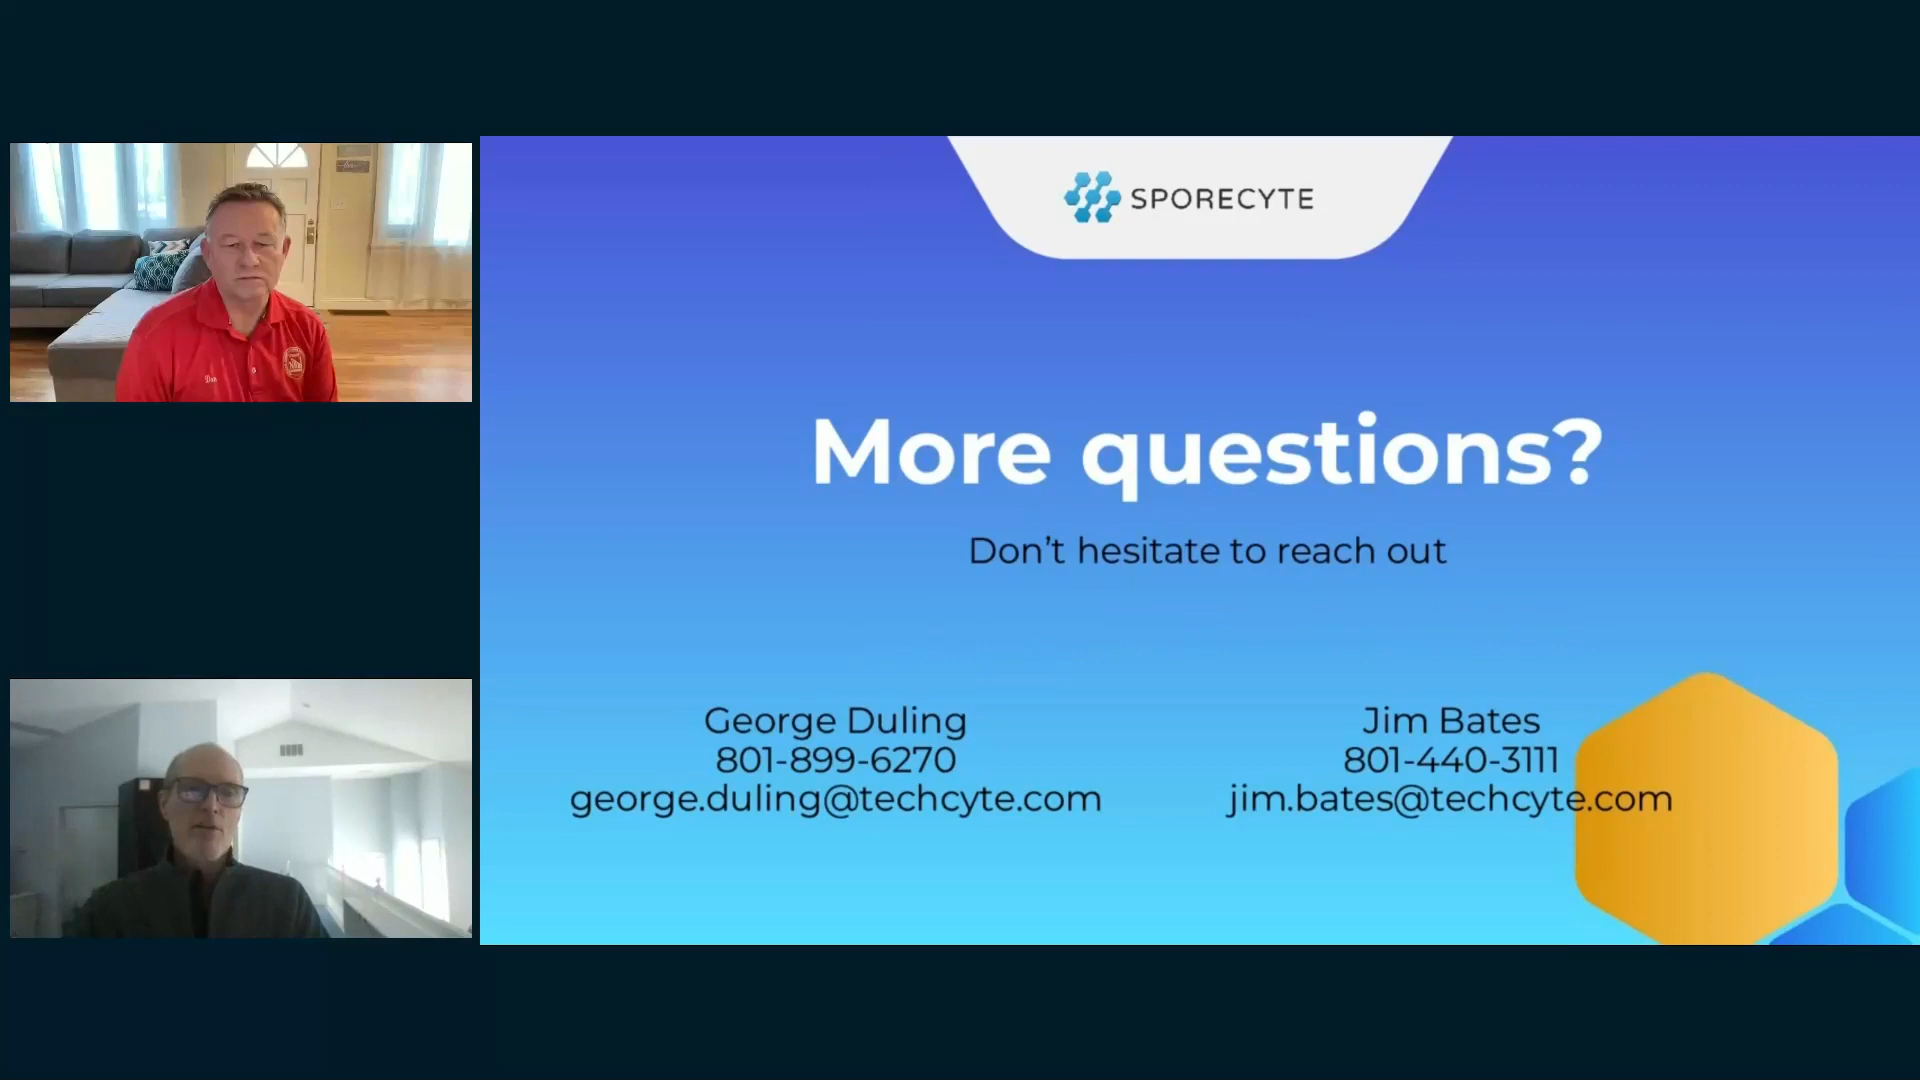 SPORECYTE
More questions?
Don't hesitate to reach out
George Duling
801-899-6270
george.duling@techcyte.com
Jim Bates
801-440-3111
jim.bates@techcyte.com
Dan